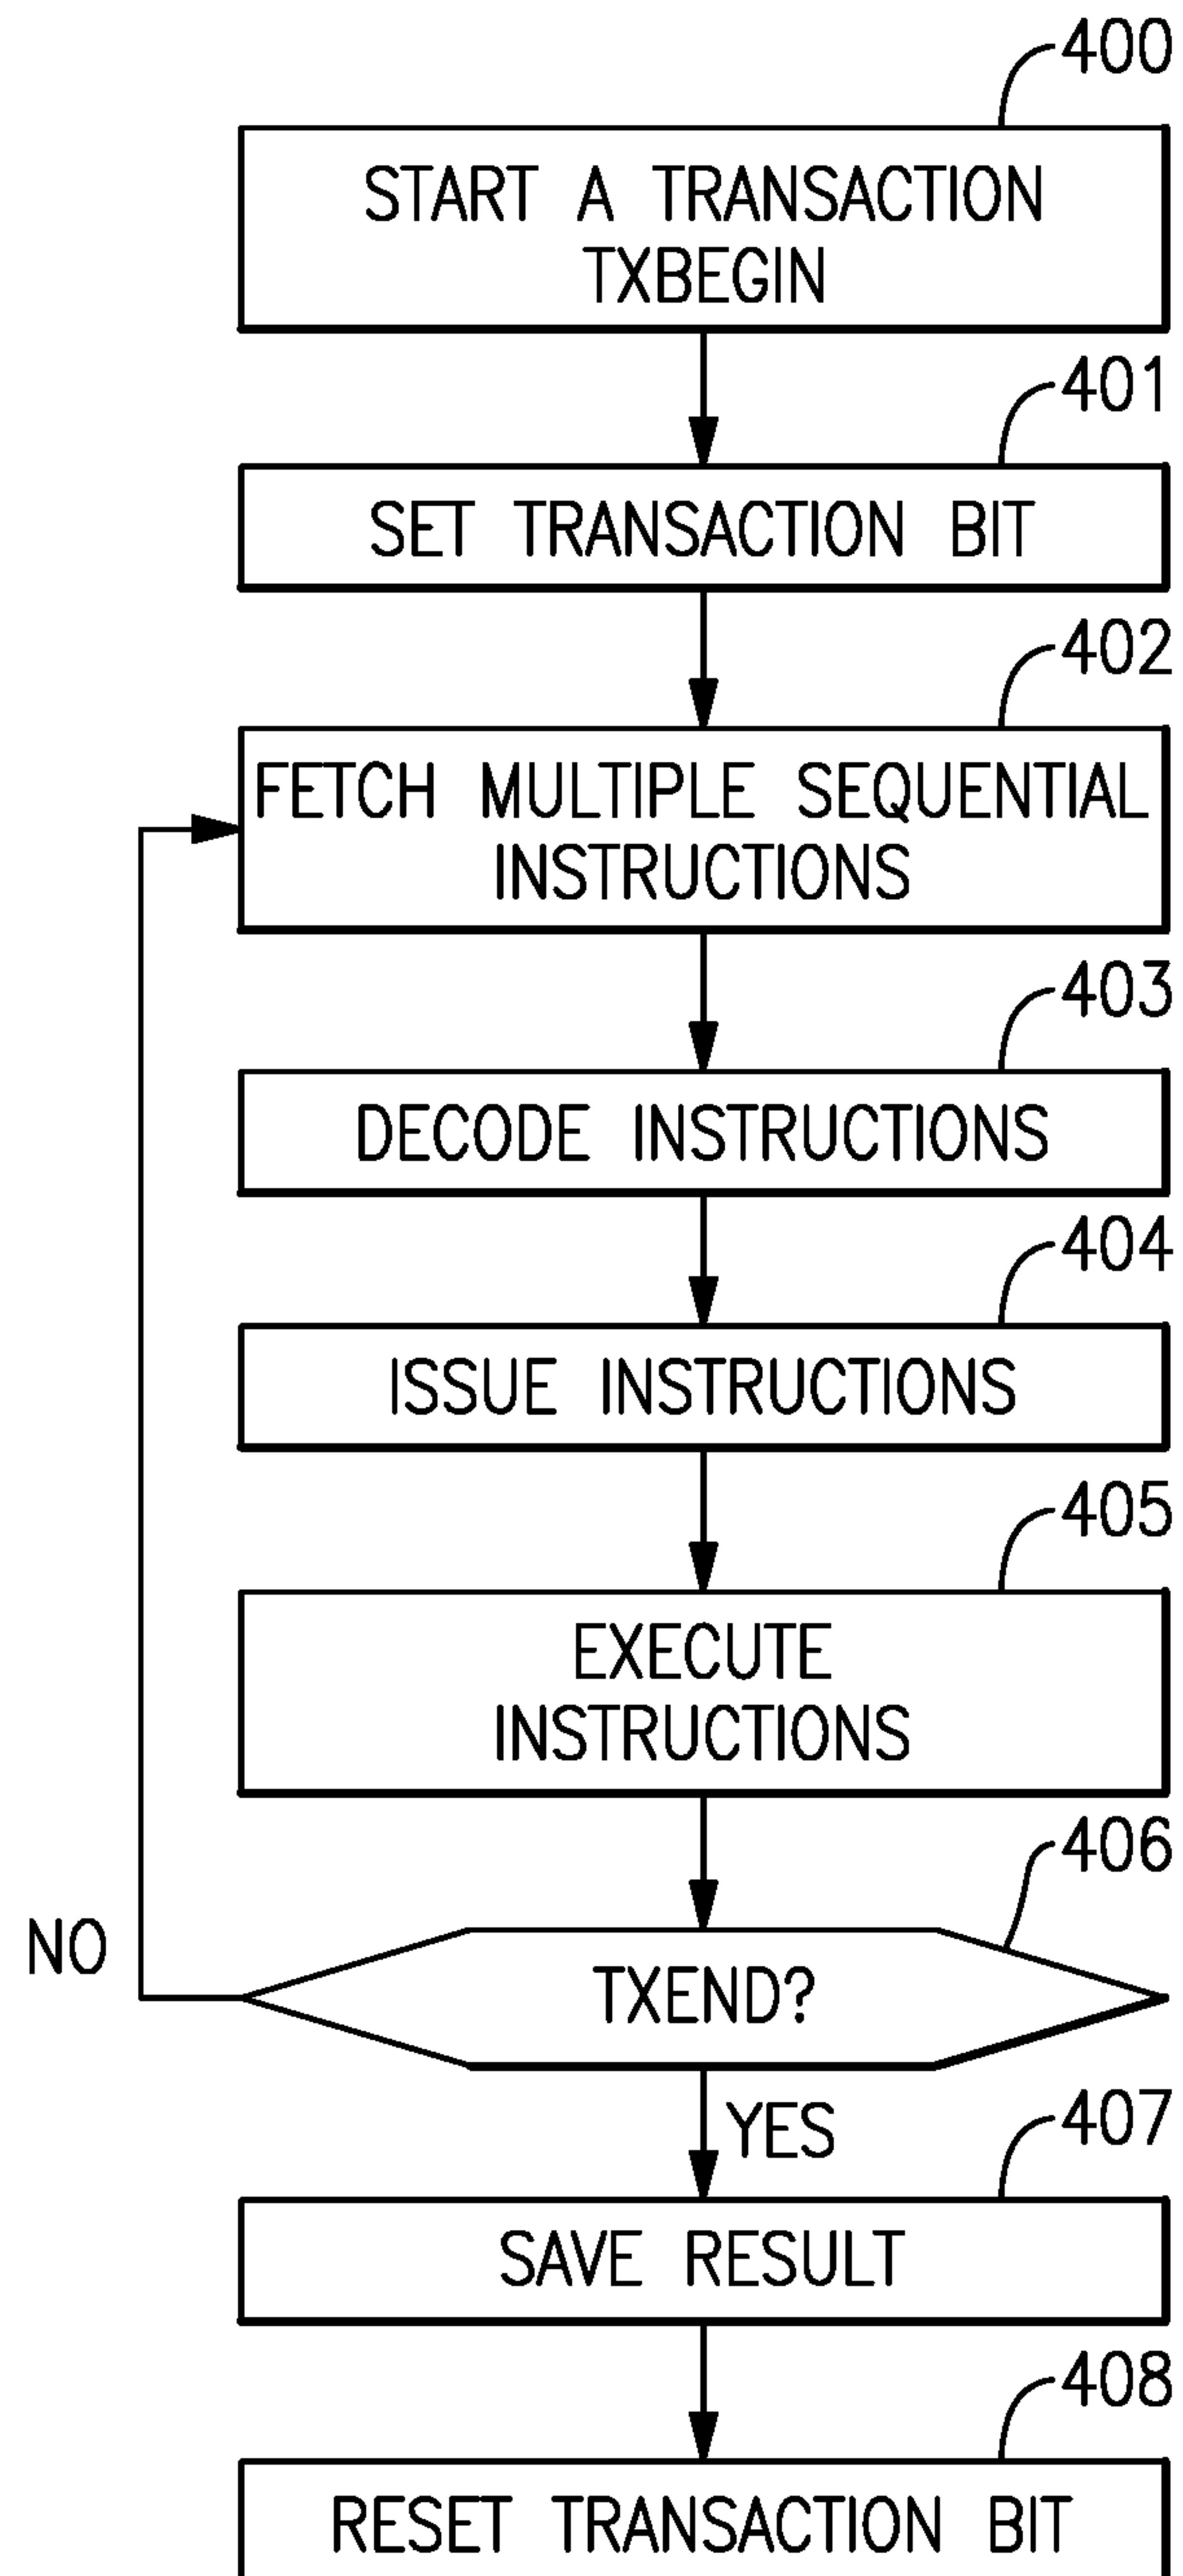 400
START A TRANSACTION
TXBEGIN
401
SET TRANSACTION BIT
402
FETCH MULTIPLE SEQUENTIAL
INSTRUCTIONS
403
DECODE INSTRUCTIONS
404
ISSUE INSTRUCTIONS
405
EXECUTE
INSTRUCTIONS
406
NO
TXEND?
YES
407
SAVE RESULT
408
RESET TRANSACTION BIT